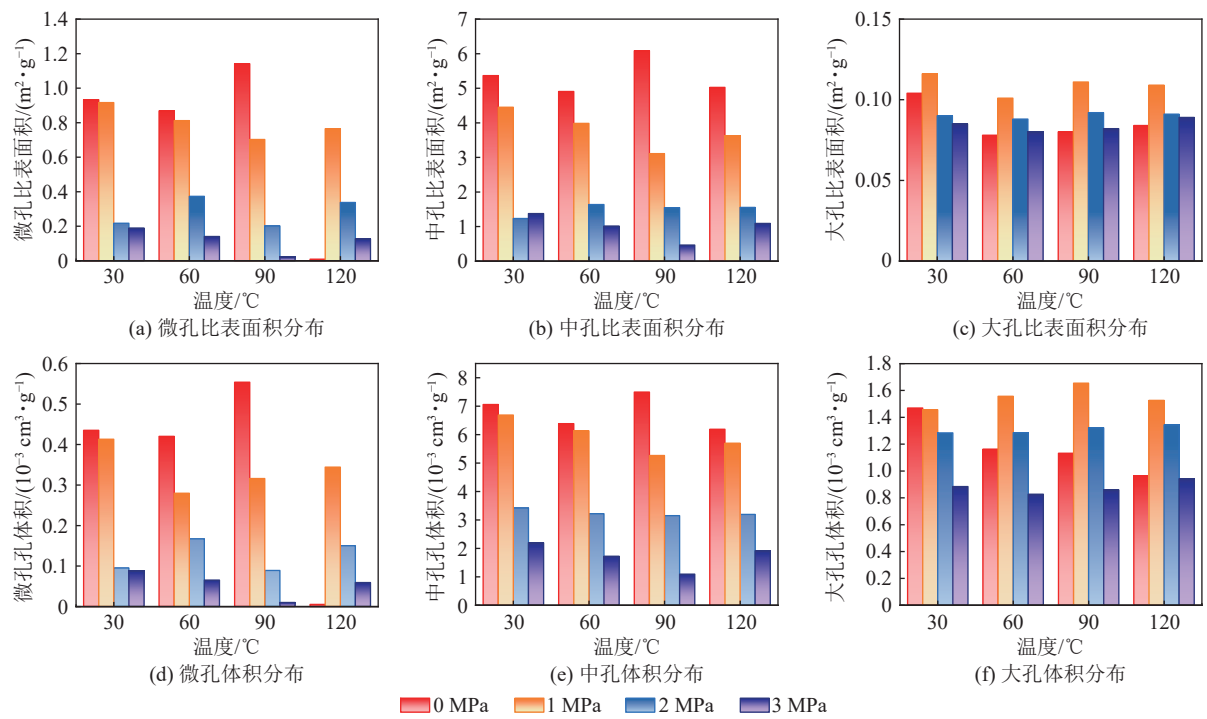 微孔比表面积/(m²·g⁻¹)
1.4
1.2
1.0
0.8
0.6
0.4
0.2
0
30 60 90 120
温度/℃
(a) 微孔比表面积分布
中孔比表面积/(m²·g⁻¹)
7
6
5
4
3
2
1
0
30 60 90 120
温度/℃
(b) 中孔比表面积分布
大孔比表面积/(m²·g⁻¹)
0.15
0.10
0.05
0
30 60 90 120
温度/℃
(c) 大孔比表面积分布
微孔孔体积/(10⁻³ cm³·g⁻¹)
0.6
0.5
0.4
0.3
0.2
0.1
0
30 60 90 120
温度/℃
(d) 微孔体积分布
中孔孔体积/(10⁻³ cm³·g⁻¹)
8
7
6
5
4
3
2
1
0
30 60 90 120
温度/℃
(e) 中孔体积分布
大孔孔体积/(10⁻³ cm³·g⁻¹)
1.8
1.6
1.4
1.2
1.0
0.8
0.6
0.4
0.2
0
30 60 90 120
温度/℃
(f) 大孔体积分布
0 MPa 1 MPa 2 MPa 3 MPa